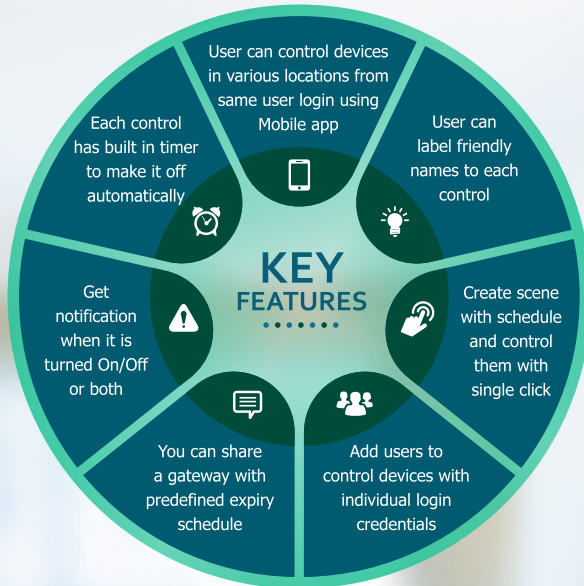 User can control devices
in various locations from
same user login using
Mobile app
User can
label friendly
names to each
control
Create scene
with schedule
and control
them with
single click
Add users to
control devices with
individual login
credentials
You can share
a gateway with
predefined expiry
schedule
Get
notification
when it is
turned On/Off
or both
Each control
has built in timer
to make it off
automatically
KEY
FEATURES